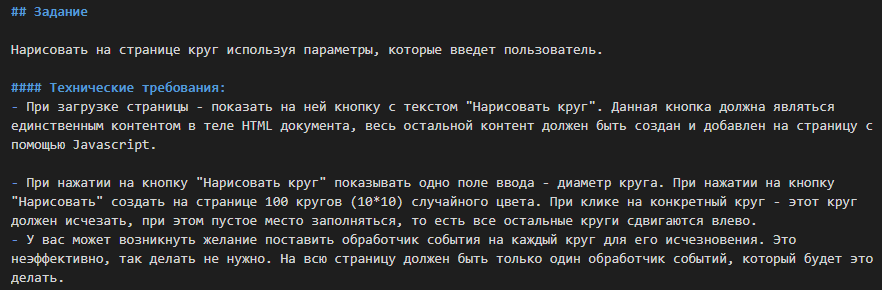 ## Задание
Нарисовать на странице круг используя параметры, которые введет пользователь.
#### Технические требования:
- При загрузке страницы - показать на ней кнопку с текстом "Нарисовать круг". Данная кнопка должна являться
единственным контентом в теле HTML документа, весь остальной контент должен быть создан и добавлен на страницу с
помощью Javascript.
- При нажатии на кнопку "Нарисовать круг" показывать одно поле ввода - диаметр круга. При нажатии на кнопку
"Нарисовать" создать на странице 100 кругов (10*10) случайного цвета. При клике на конкретный круг - этот круг
должен исчезать, при этом пустое место заполняться, то есть все остальные круги сдвигаются влево.
- У вас может возникнуть желание поставить обработчик события на каждый круг для его исчезновения. Это
неэффективно, так делать не нужно. На всю страницу должен быть только один обработчик событий, который будет это
делать.